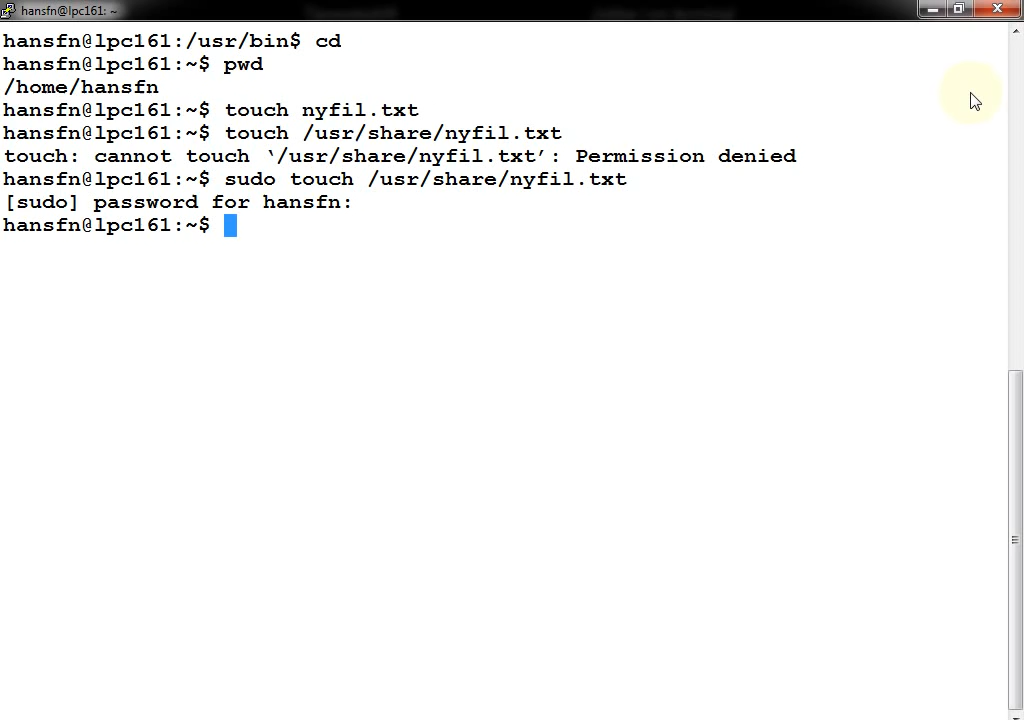 hansfn@lpc161: ~
hansfn@lpc161:/usr/bin$ cd
hansfn@lpc161:~$ pwd
/home/hansfn
hansfn@lpc161:~$ touch nyfil.txt
hansfn@lpc161:~$ touch /usr/share/nyfil.txt
touch: cannot touch ‘/usr/share/nyfil.txt’: Permission denied
hansfn@lpc161:~$ sudo touch /usr/share/nyfil.txt
[sudo] password for hansfn:
hansfn@lpc161:~$